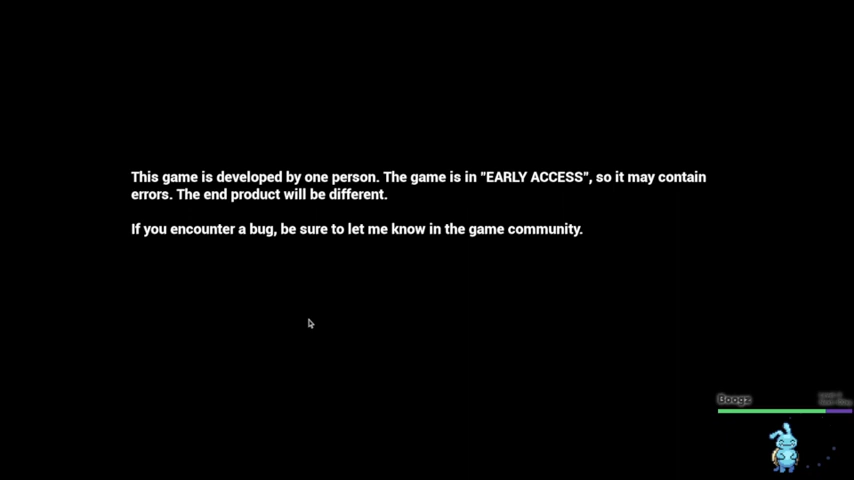 This game is developed by one person. The game is in "EARLY ACCESS", so it may contain
errors. The end product will be different.
If you encounter a bug, be sure to let me know in the game community.
Boogz